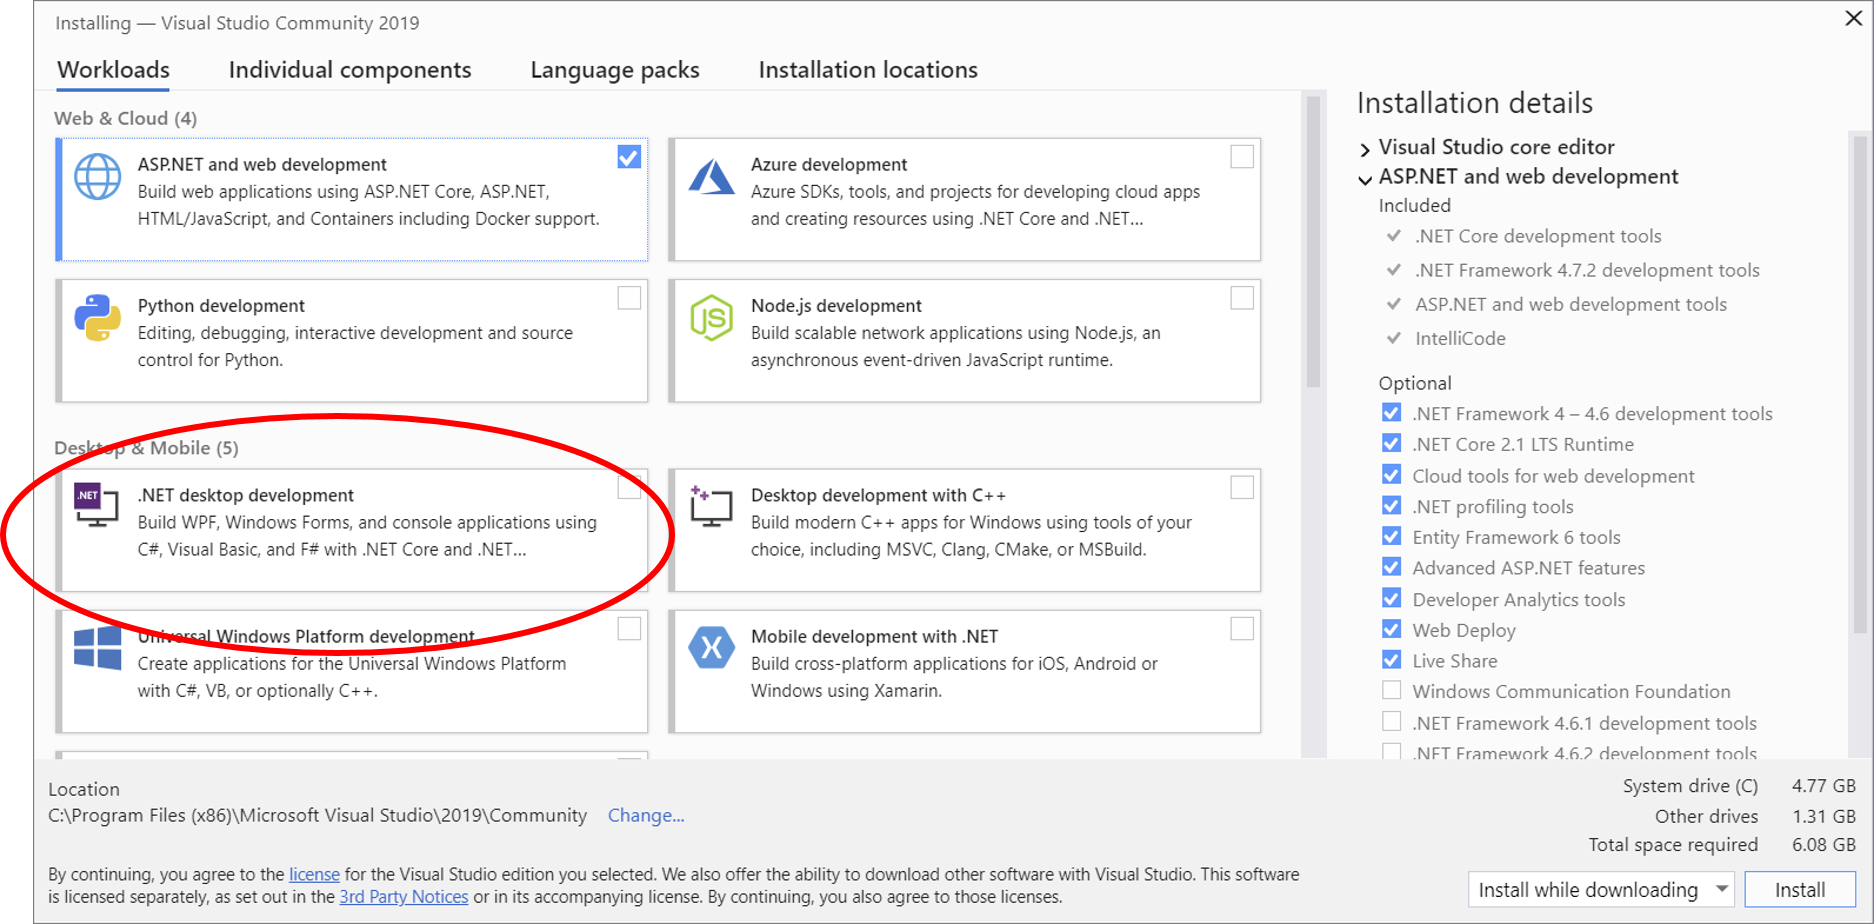 Installing — Visual Studio Community 2019
Workloads
Individual components
Language packs
Installation locations
Web & Cloud (4)
ASP.NET and web development
Build web applications using ASP.NET Core, ASP.NET,
HTML/JavaScript, and Containers including Docker support.
Azure development
Azure SDKs, tools, and projects for developing cloud apps
and creating resources using .NET Core and .NET...
Python development
Editing, debugging, interactive development and source
control for Python.
JS
Node.js development
Build scalable network applications using Node.js, an
asynchronous event-driven JavaScript runtime.
Desktop & Mobile (5)
.NET
.NET desktop development
Build WPF, Windows Forms, and console applications using
C#, Visual Basic, and F# with .NET Core and .NET...
Desktop development with C++
Build modern C++ apps for Windows using tools of your
choice, including MSVC, Clang, CMake, or MSBuild.
Universal Windows Platform development
Create applications for the Universal Windows Platform
with C#, VB, or optionally C++.
Mobile development with .NET
Build cross-platform applications for iOS, Android or
Windows using Xamarin.
Installation details
Visual Studio core editor
ASP.NET and web development
Included
.NET Core development tools
.NET Framework 4.7.2 development tools
ASP.NET and web development tools
IntelliCode
Optional
.NET Framework 4 – 4.6 development tools
.NET Core 2.1 LTS Runtime
Cloud tools for web development
.NET profiling tools
Entity Framework 6 tools
Advanced ASP.NET features
Developer Analytics tools
Web Deploy
Live Share
Windows Communication Foundation
.NET Framework 4.6.1 development tools
.NET Framework 4.6.2 development tools
Location
C:\Program Files (x86)\Microsoft Visual Studio\2019\Community Change...
System drive (C) 4.77 GB
Other drives 1.31 GB
Total space required 6.08 GB
By continuing, you agree to the license for the Visual Studio edition you selected. We also offer the ability to download other software with Visual Studio. This software
is licensed separately, as set out in the 3rd Party Notices or in its accompanying license. By continuing, you also agree to those licenses.
Install while downloading
Install